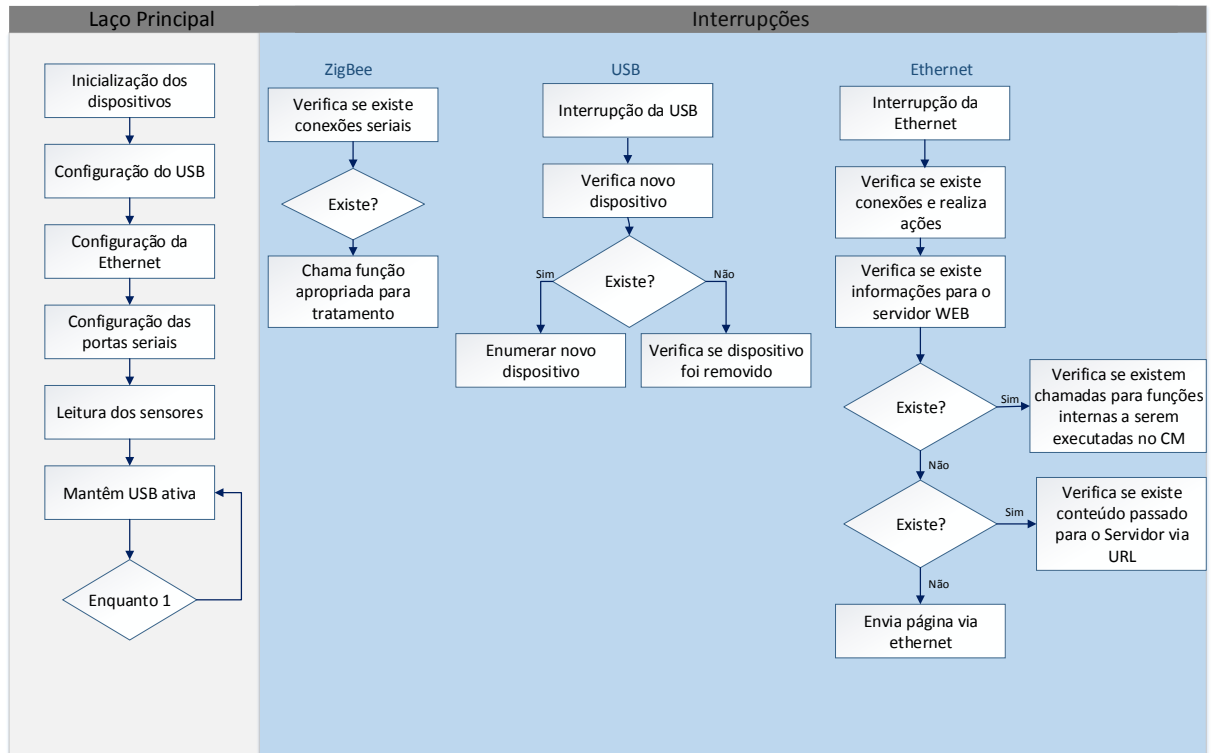 Laço Principal
Interrupções
Inicialização dos
dispositivos
Configuração do USB
Configuração da
Ethernet
Configuração das
portas seriais
Leitura dos sensores
Mantêm USB ativa
Enquanto 1
ZigBee
Verifica se existe
conexões seriais
Existe?
Chama função
apropriada para
tratamento
USB
Interrupção da USB
Verifica novo
dispositivo
Existe?
Sim
Não
Enumerar novo
dispositivo
Verifica se dispositivo
foi removido
Ethernet
Interrupção da
Ethernet
Verifica se existe
conexões e realiza
ações
Verifica se existe
informações para o
servidor WEB
Existe?
Sim
Verifica se existem
chamadas para funções
internas a serem
executadas no CM
Não
Existe?
Sim
Verifica se existe
conteúdo passado
para o Servidor via
URL
Não
Envia página via
ethernet